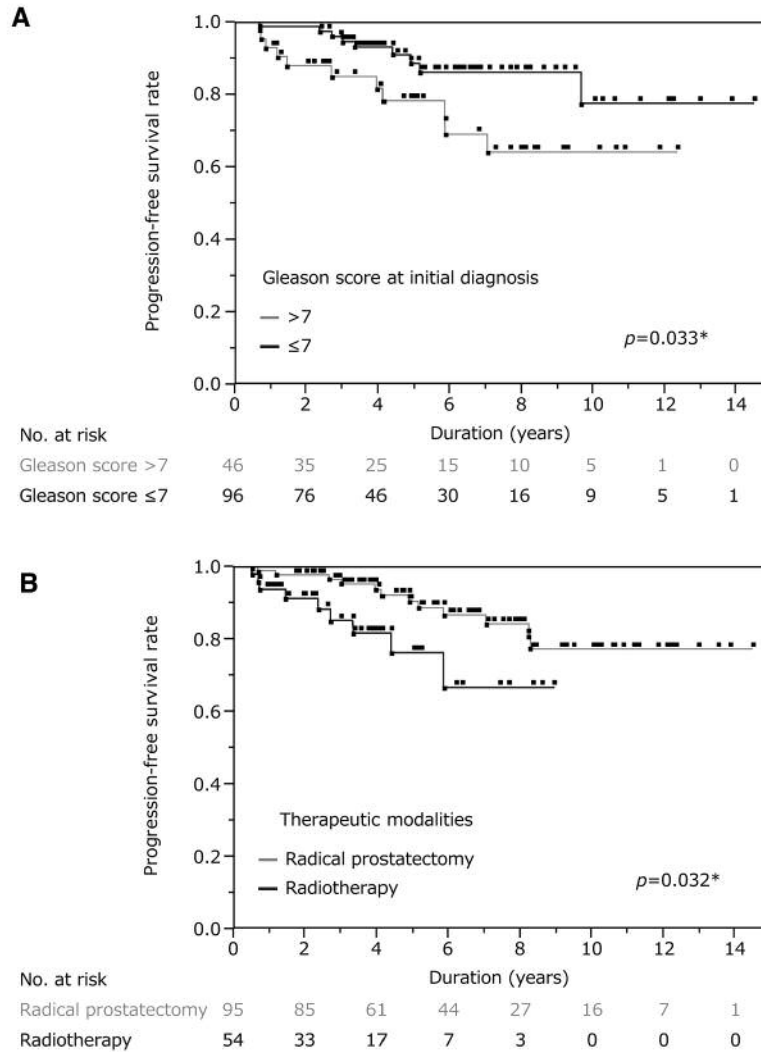 A
Progression-free survival rate
1.0
0.8
0.6
0.4
0.2
0.0
Gleason score at initial diagnosis
>7
≤7
p=0.033*
0 2 4 6 8 10 12 14
Duration (years)
No. at risk
Gleason score >7 46 35 25 15 10 5 1 0
Gleason score ≤7 96 76 46 30 16 9 5 1
B
Progression-free survival rate
1.0
0.8
0.6
0.4
0.2
0.0
Therapeutic modalities
Radical prostatectomy
Radiotherapy
p=0.032*
0 2 4 6 8 10 12 14
Duration (years)
No. at risk
Radical prostatectomy 95 85 61 44 27 16 7 1
Radiotherapy 54 33 17 7 3 0 0 0